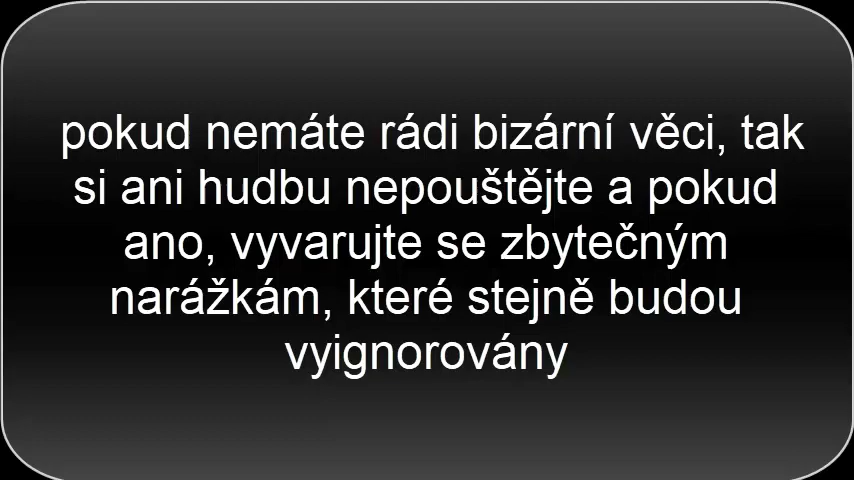 pokud nemáte rádi bizární věci, tak
si ani hudbu nepouštějte a pokud
ano, vyvarujte se zbytečným
narážkám, které stejně budou
vyignorovány